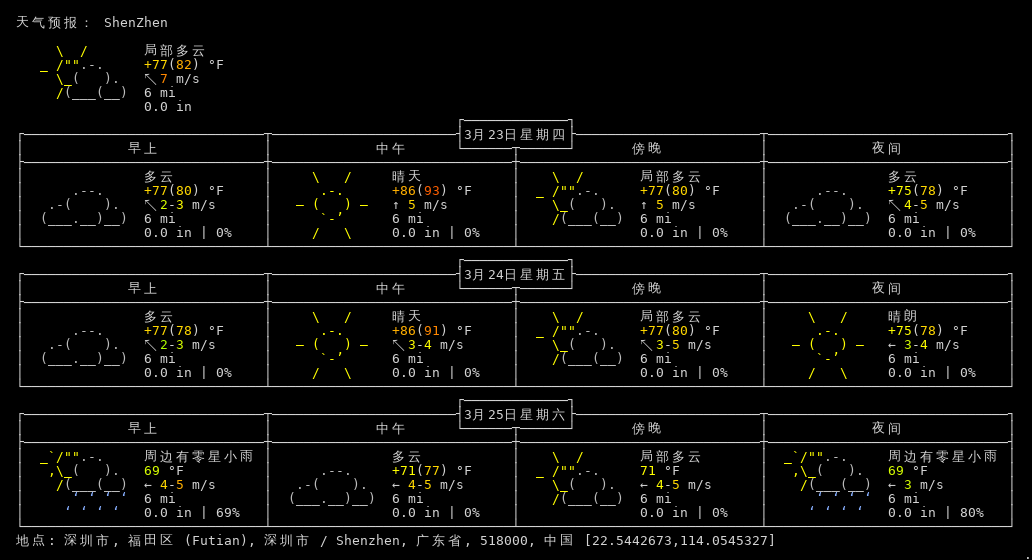 天气预报： ShenZhen
局部多云
+77(82) °F
↖ 7 m/s
6 mi
0.0 in
3月23日星期四
早上 中午 傍晚 夜间
多云 晴天 局部多云 多云
+77(80) °F +86(93) °F +77(80) °F +75(78) °F
↖ 2-3 m/s ↑ 5 m/s ↑ 5 m/s ↖ 4-5 m/s
6 mi 6 mi 6 mi 6 mi
0.0 in | 0% 0.0 in | 0% 0.0 in | 0% 0.0 in | 0%
3月24日星期五
早上 中午 傍晚 夜间
多云 晴天 局部多云 晴朗
+77(78) °F +86(91) °F +77(80) °F +75(78) °F
↖ 2-3 m/s ↖ 3-4 m/s ↖ 3-5 m/s ← 3-4 m/s
6 mi 6 mi 6 mi 6 mi
0.0 in | 0% 0.0 in | 0% 0.0 in | 0% 0.0 in | 0%
3月25日星期六
早上 中午 傍晚 夜间
周边有零星小雨 多云 局部多云 周边有零星小雨
69 °F +71(77) °F 71 °F 69 °F
← 4-5 m/s ← 4-5 m/s ← 4-5 m/s ← 3 m/s
6 mi 6 mi 6 mi 6 mi
0.0 in | 69% 0.0 in | 0% 0.0 in | 0% 0.0 in | 80%
地点: 深圳市, 福田区 (Futian), 深圳市 / Shenzhen, 广东省, 518000, 中国 [22.5442673,114.0545327]